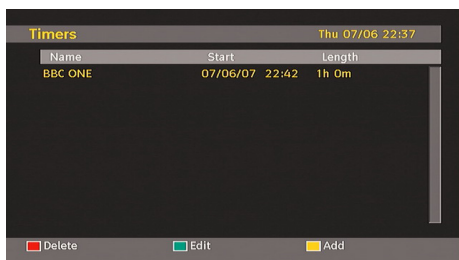 Timers Thu 07/06 22:37
Name Start Length
BBC ONE 07/06/07 22:42 1h 0m
Delete Edit Add